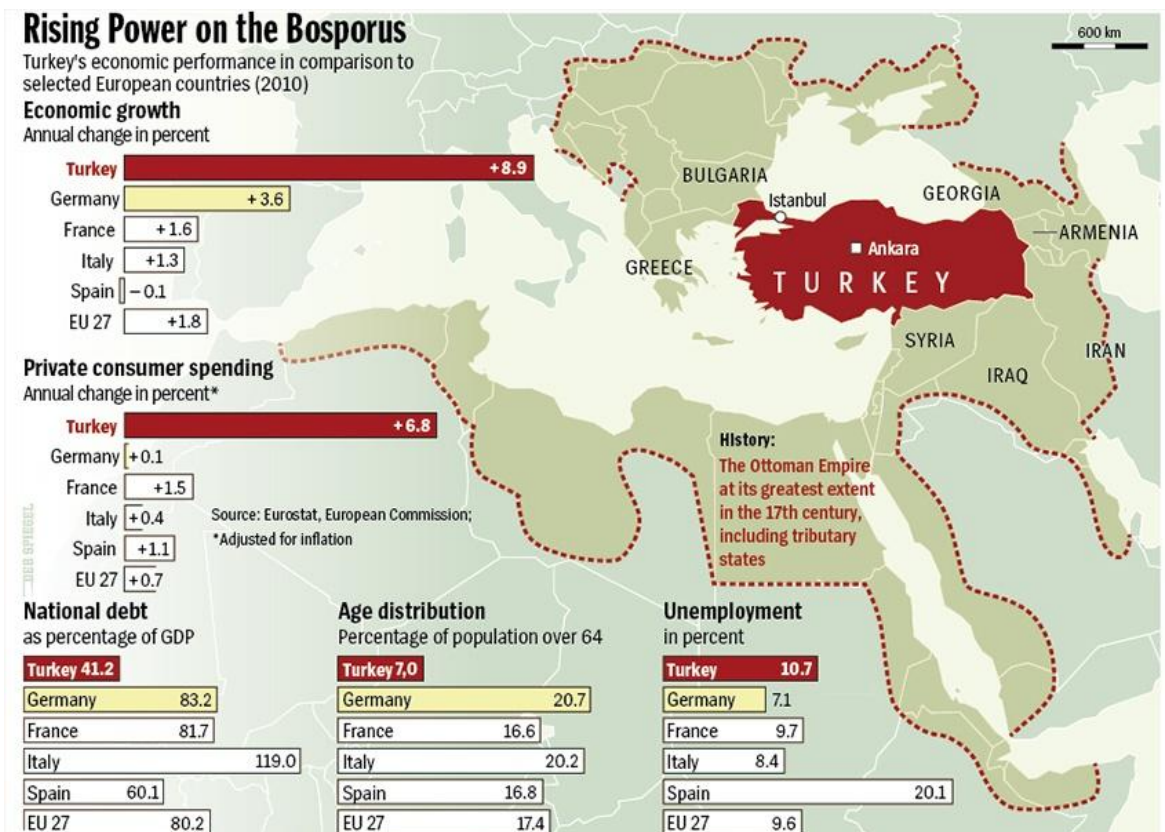 Rising Power on the Bosporus
Turkey's economic performance in comparison to
selected European countries (2010)
Economic growth
Annual change in percent
Turkey +8.9
Germany + 3.6
France +1.6
Italy +1.3
Spain – 0.1
EU 27 +1.8
Private consumer spending
Annual change in percent*
Turkey +6.8
Germany +0.1
France +1.5
Italy +0.4
Spain +1.1
EU 27 +0.7
Source: Eurostat, European Commission;
*Adjusted for inflation
DER SPIEGEL
National debt
as percentage of GDP
Turkey 41.2
Germany 83.2
France 81.7
Italy 119.0
Spain 60.1
EU 27 80.2
Age distribution
Percentage of population over 64
Turkey 7,0
Germany 20.7
France 16.6
Italy 20.2
Spain 16.8
EU 27 17.4
Unemployment
in percent
Turkey 10.7
Germany 7.1
France 9.7
Italy 8.4
Spain 20.1
EU 27 9.6
600 km
BULGARIA
Istanbul
GEORGIA
ARMENIA
Ankara
GREECE
TURKEY
SYRIA
IRAN
IRAQ
History:
The Ottoman Empire
at its greatest extent
in the 17th century,
including tributary
states